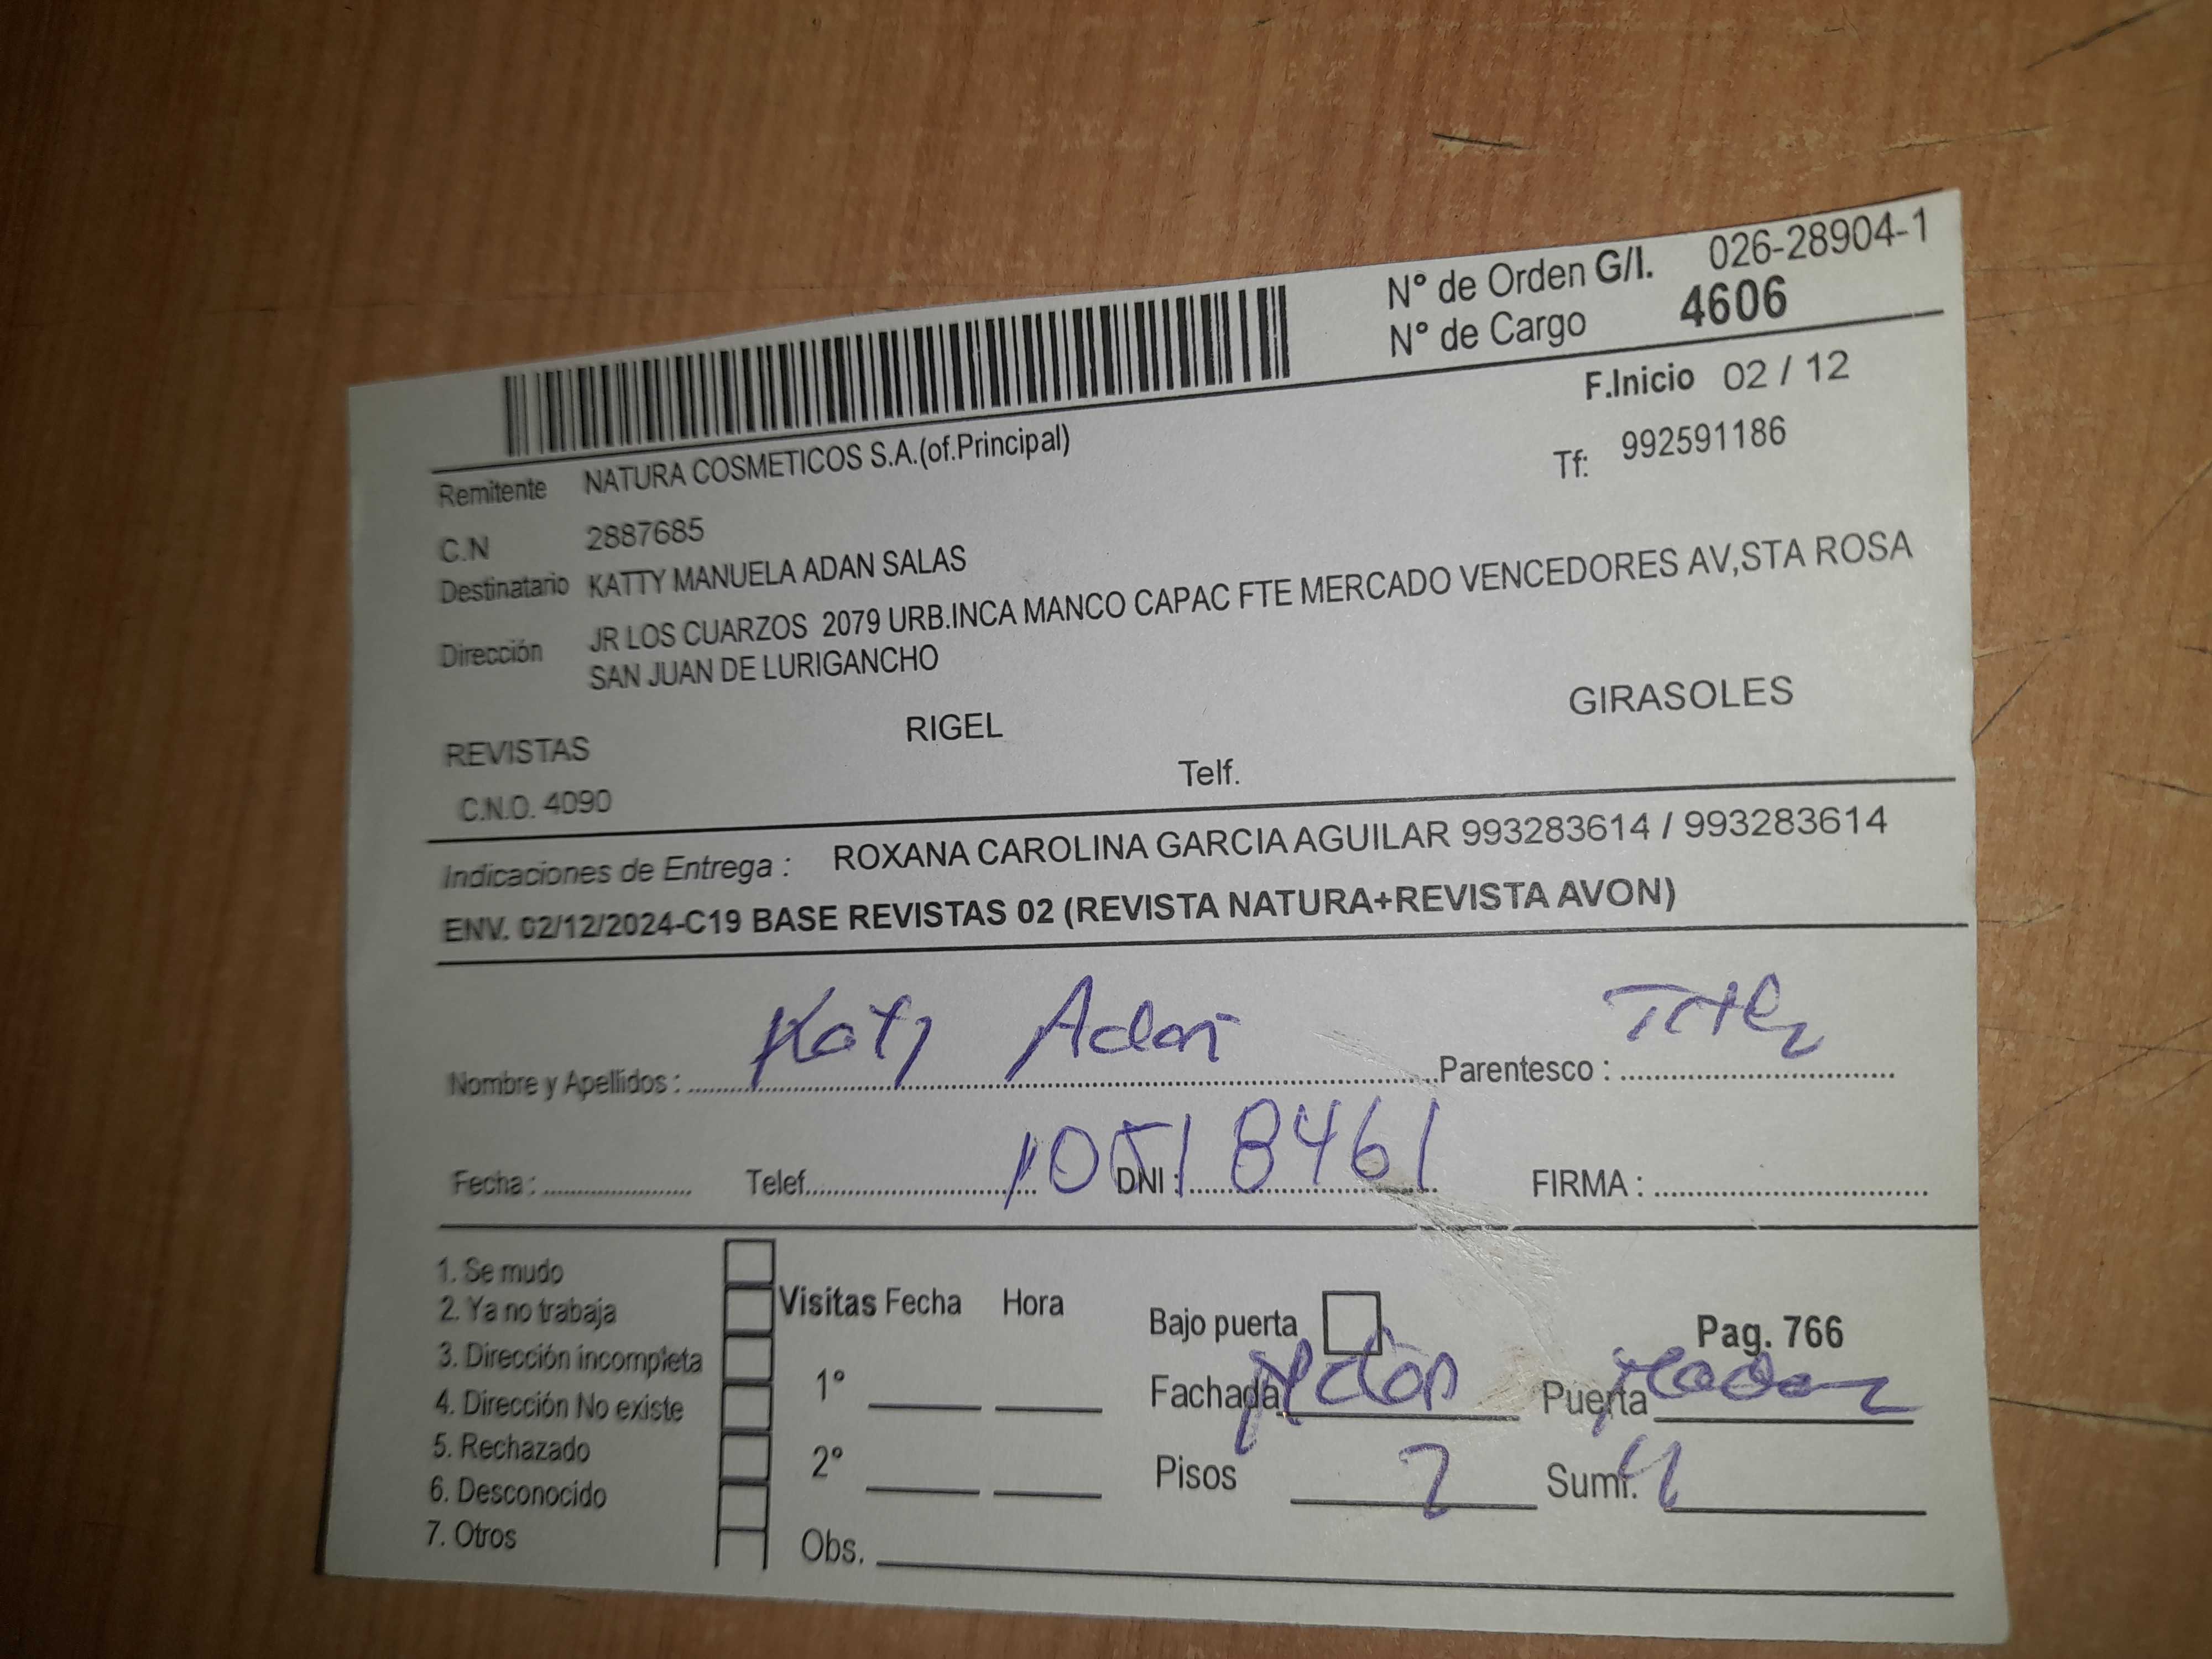 N° de Orden G/I. 026-28904-1
N° de Cargo 4606
F.Inicio 02 / 12
Remitente NATURA COSMETICOS S.A.(of.Principal)
Tf: 992591186
C.N 2887685
Destinatario KATTY MANUELA ADAN SALAS
Dirección JR LOS CUARZOS 2079 URB.INCA MANCO CAPAC FTE MERCADO VENCEDORES AV,STA ROSA
SAN JUAN DE LURIGANCHO
REVISTAS RIGEL GIRASOLES
C.N.O. 4090 Telf.
Indicaciones de Entrega : ROXANA CAROLINA GARCIA AGUILAR 993283614 / 993283614
ENV. 02/12/2024-C19 BASE REVISTAS 02 (REVISTA NATURA+REVISTA AVON)
Nombre y Apellidos : Katy Adan Parentesco :
Fecha : Telef. DNI : 10518461 FIRMA :
1. Se mudo
2. Ya no trabaja
3. Dirección incompleta
4. Dirección No existe
5. Rechazado
6. Desconocido
7. Otros
Visitas Fecha Hora
1°
2°
Obs.
Bajo puerta Pag. 766
Fachada Puerta
Pisos 2 Sumi.